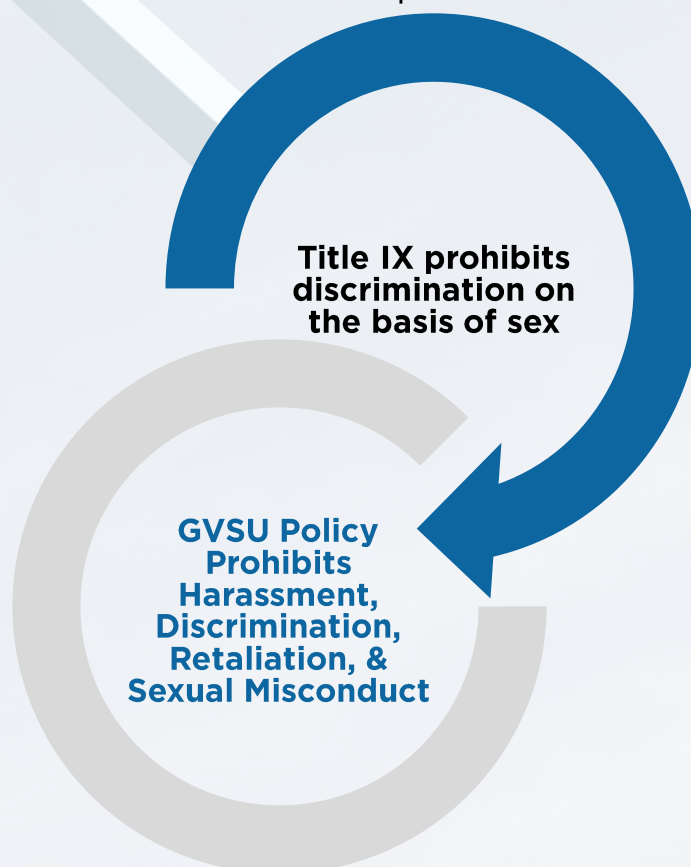 Title IX prohibits
discrimination on
the basis of sex
GVSU Policy
Prohibits
Harassment,
Discrimination,
Retaliation, &
Sexual Misconduct